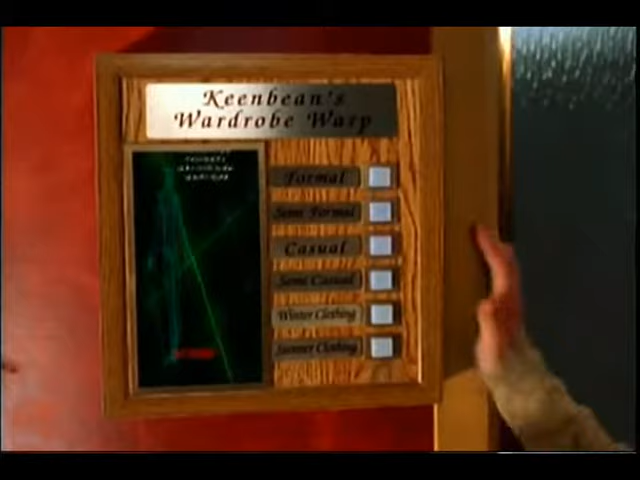 Keenbean's
Wardrobe Warp
Formal
Semi Formal
Casual
Semi Casual
Winter Clothing
Summer Clothing